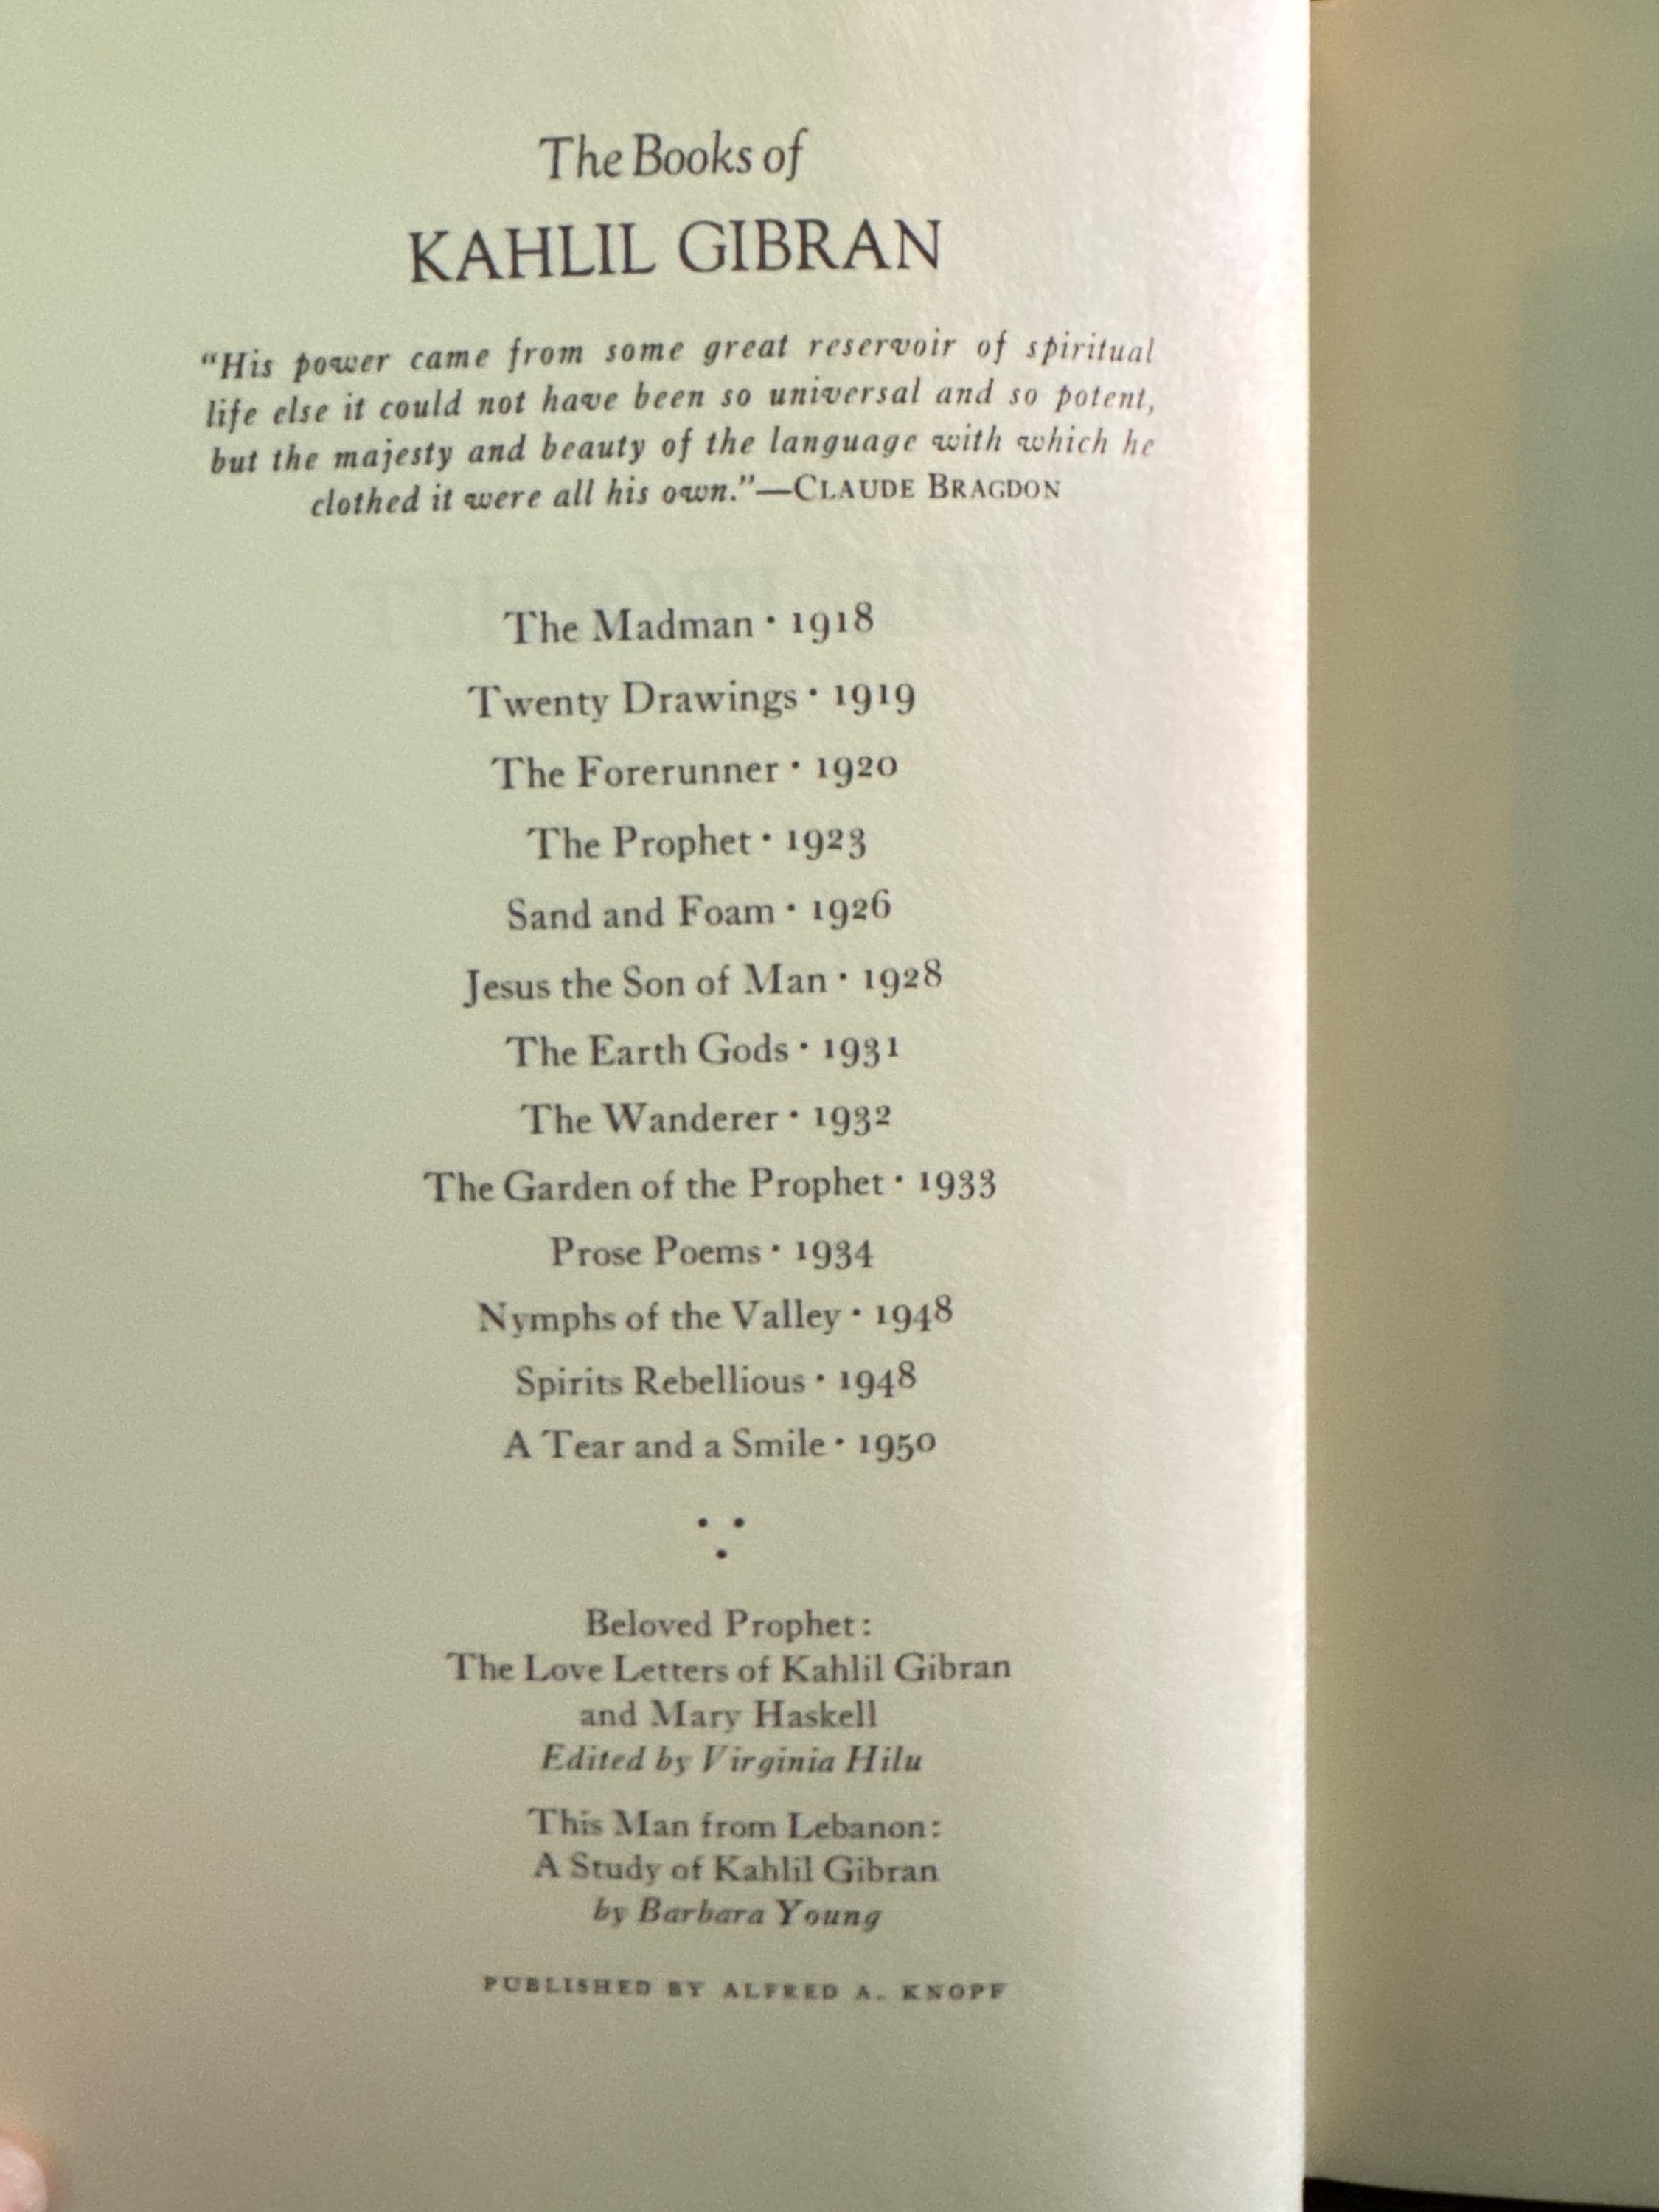 The Books of
KAHLIL GIBRAN
“His power came from some great reservoir of spiritual
life else it could not have been so universal and so potent,
but the majesty and beauty of the language with which he
clothed it were all his own.”—CLAUDE BRAGDON
The Madman · 1918
Twenty Drawings · 1919
The Forerunner · 1920
The Prophet · 1923
Sand and Foam · 1926
Jesus the Son of Man · 1928
The Earth Gods · 1931
The Wanderer · 1932
The Garden of the Prophet · 1933
Prose Poems · 1934
Nymphs of the Valley · 1948
Spirits Rebellious · 1948
A Tear and a Smile · 1950
Beloved Prophet:
The Love Letters of Kahlil Gibran
and Mary Haskell
Edited by Virginia Hilu
This Man from Lebanon:
A Study of Kahlil Gibran
by Barbara Young
PUBLISHED BY ALFRED A. KNOPF